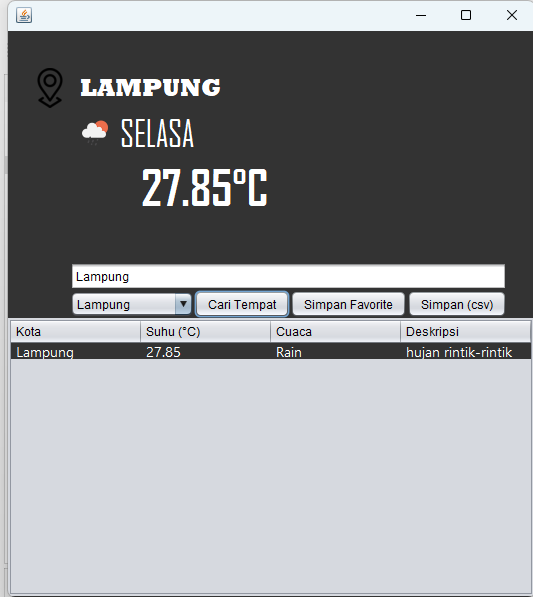 LAMPUNG
SELASA
27.85°C
Lampung
Lampung Cari Tempat Simpan Favorite Simpan (csv)
Kota Suhu (°C) Cuaca Deskripsi
Lampung 27.85 Rain hujan rintik-rintik